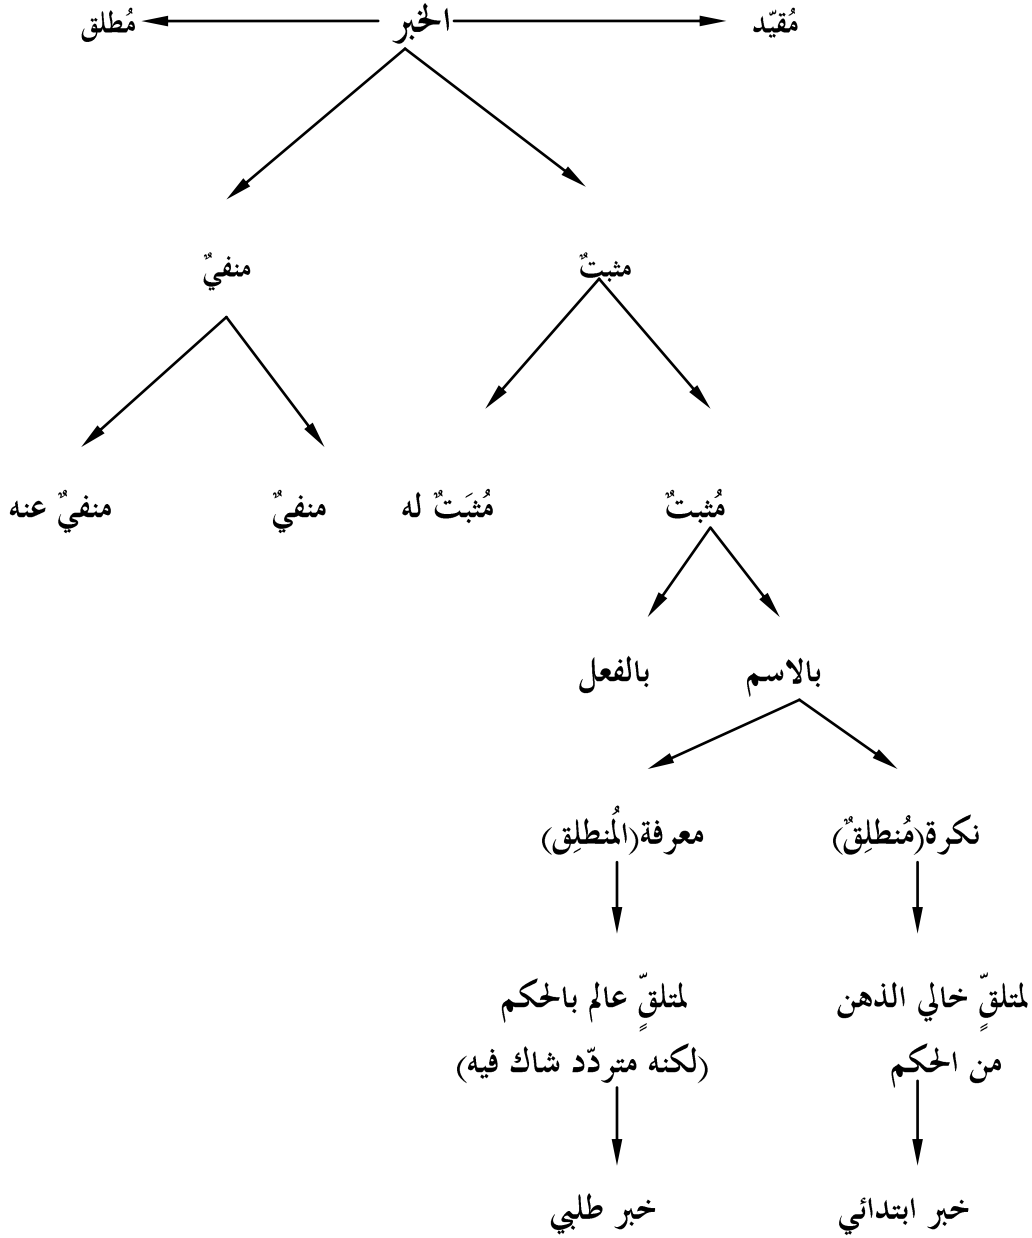 مُقيّد
الخبر
مُطلق
مثبتٌ
منفيٌ
مُثبتٌ
مُثبَتٌ له
منفيٌ
منفيٌ عنه
بالاسم
بالفعل
نكرة(مُنطلِقٌ)
معرفة(المُنطلِق)
لمتلقٍّ خالي الذهن
من الحكم
لمتلقٍّ عالم بالحكم
(لكنه متردّد شاك فيه)
خبر ابتدائي
خبر طلبي